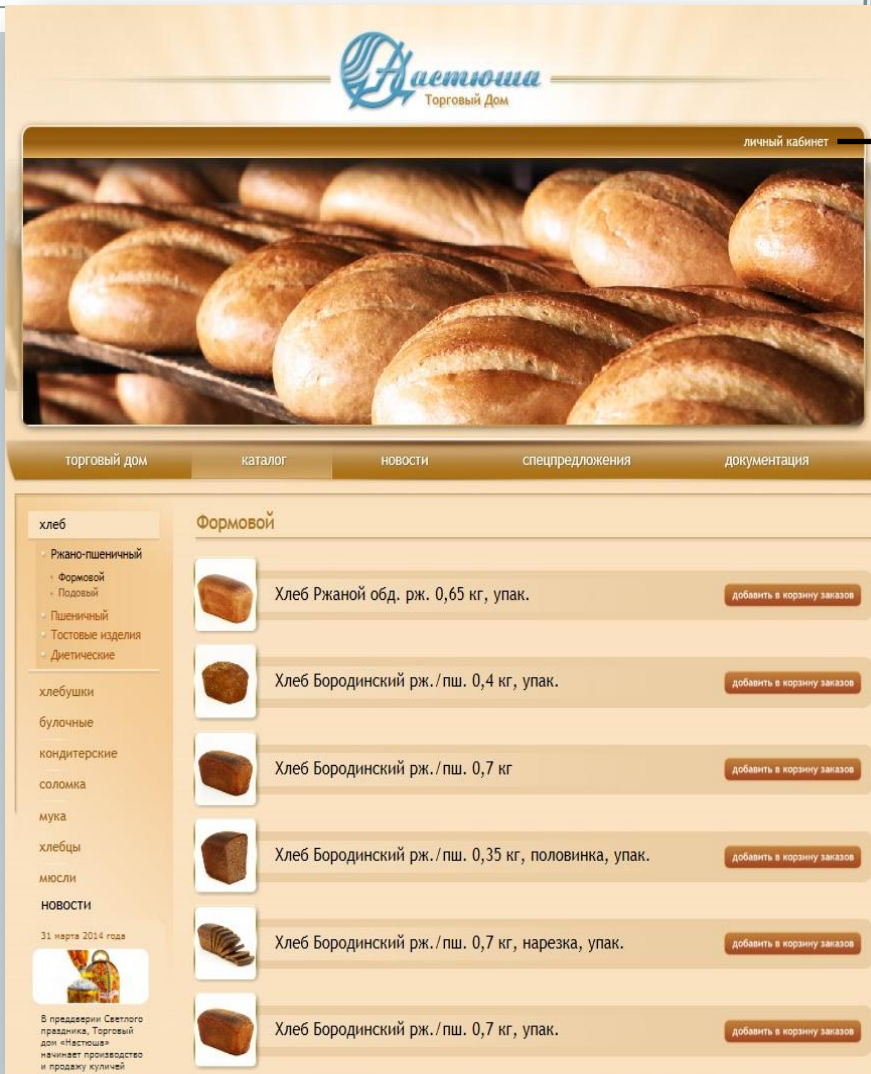 Настюша
Торговый Дом
личный кабинет
торговый дом
каталог
новости
спецпредложения
документация
хлеб
Ржано-пшеничный
Формовой
Подовый
Пшеничный
Тостовые изделия
Диетические
хлебушки
булочные
кондитерские
соломка
мука
хлебцы
мюсли
новости
31 марта 2014 года
В преддверии Светлого
праздника, Торговый
дом «Настюша»
начинает производство
и продажу куличей
Формовой
Хлеб Ржаной обд. рж. 0,65 кг, упак.
добавить в корзину заказов
Хлеб Бородинский рж./пш. 0,4 кг, упак.
добавить в корзину заказов
Хлеб Бородинский рж./пш. 0,7 кг
добавить в корзину заказов
Хлеб Бородинский рж./пш. 0,35 кг, половинка, упак.
добавить в корзину заказов
Хлеб Бородинский рж./пш. 0,7 кг, нарезка, упак.
добавить в корзину заказов
Хлеб Бородинский рж./пш. 0,7 кг, упак.
добавить в корзину заказов